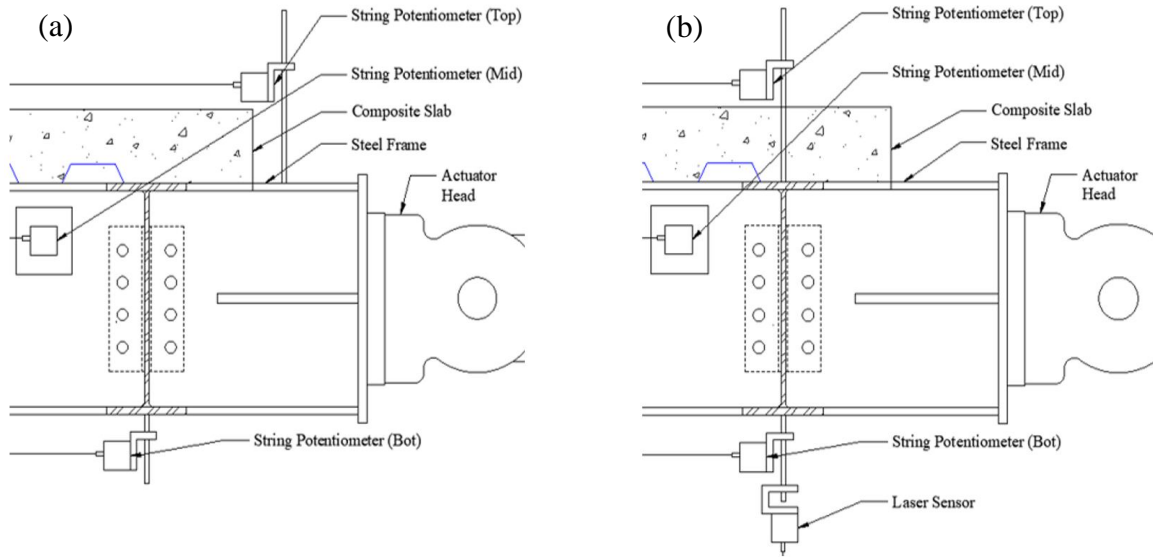 (a)
String Potentiometer (Top)
String Potentiometer (Mid)
Composite Slab
Steel Frame
Actuator
Head
String Potentiometer (Bot)
(b)
String Potentiometer (Top)
String Potentiometer (Mid)
Composite Slab
Steel Frame
Actuator
Head
String Potentiometer (Bot)
Laser Sensor